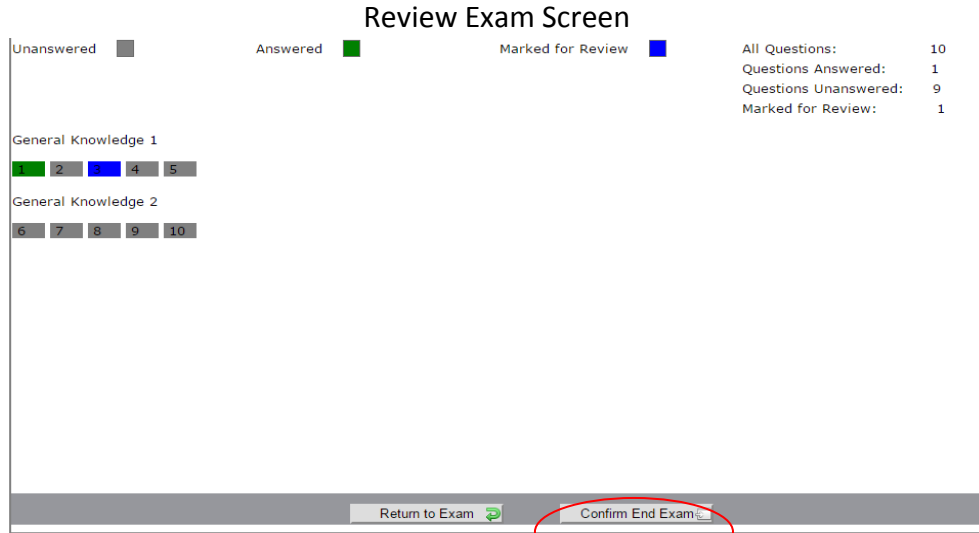 Review Exam Screen
Unanswered Answered Marked for Review All Questions: 10
Questions Answered: 1
Questions Unanswered: 9
Marked for Review: 1
General Knowledge 1
1 2 3 4 5
General Knowledge 2
6 7 8 9 10
Return to Exam Confirm End Exam